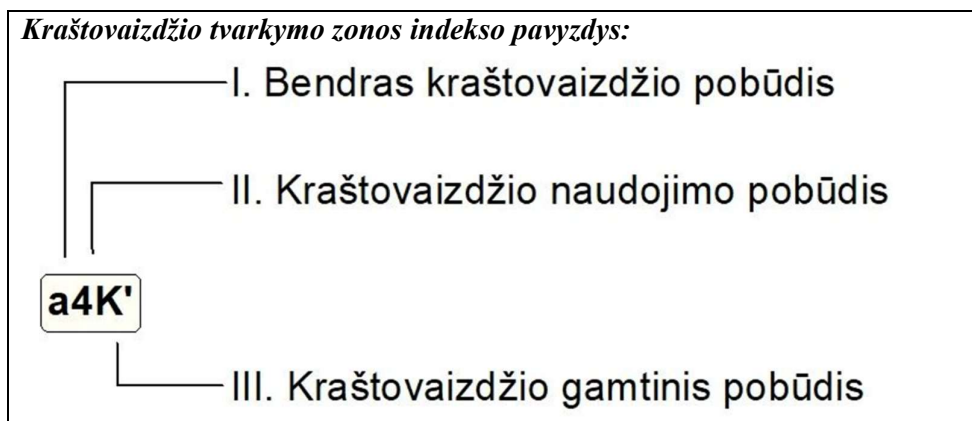 Kraštovaizdžio tvarkymo zonos indekso pavyzdys:
I. Bendras kraštovaizdžio pobūdis
II. Kraštovaizdžio naudojimo pobūdis
a4K'
III. Kraštovaizdžio gamtinis pobūdis